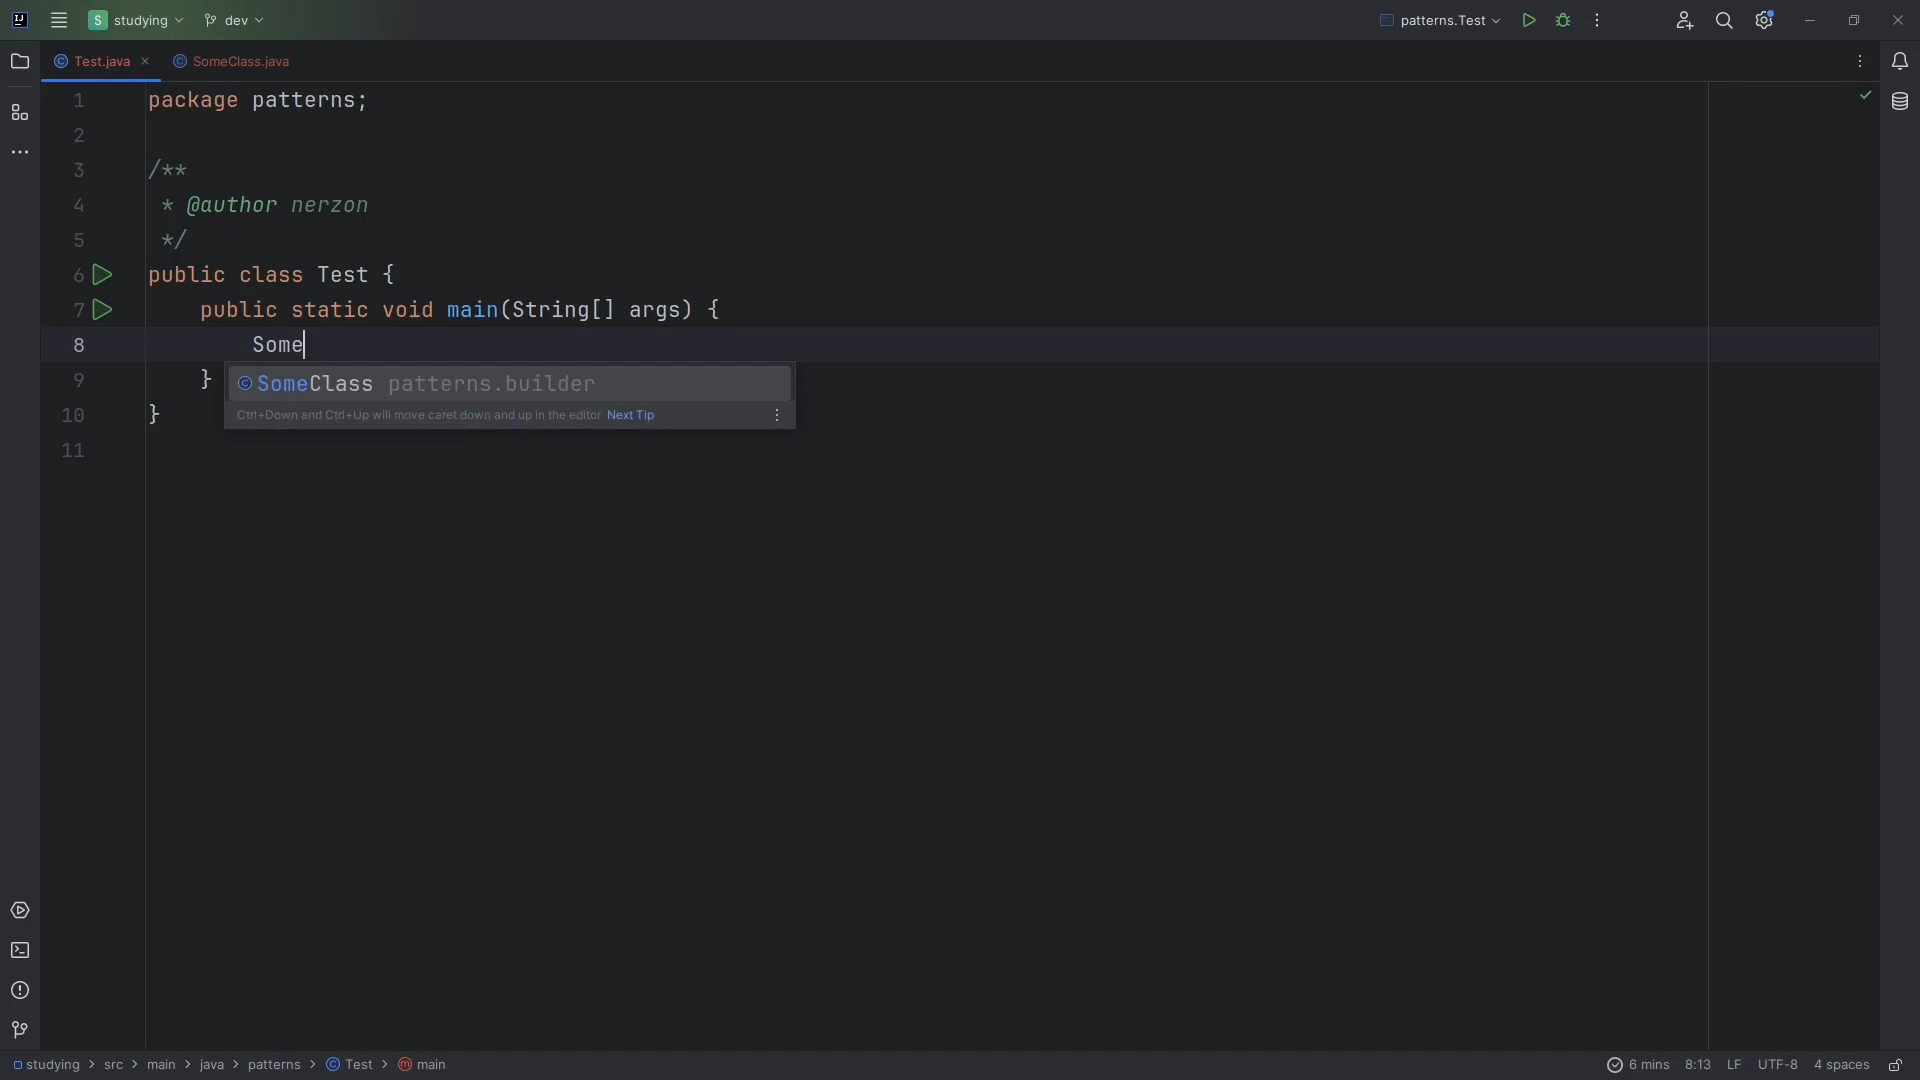 IJ S studying dev patterns.Test
Test.java SomeClass.java
1 package patterns;
2
3 /**
4 * @author nerzon
5 */
6 public class Test {
7 public static void main(String[] args) {
8 Some
SomeClass patterns.builder
9 }
Ctrl+Down and Ctrl+Up will move caret down and up in the editor Next Tip
10 }
11
studying > src > main > java > patterns > C Test > m main 6 mins 8:13 LF UTF-8 4 spaces